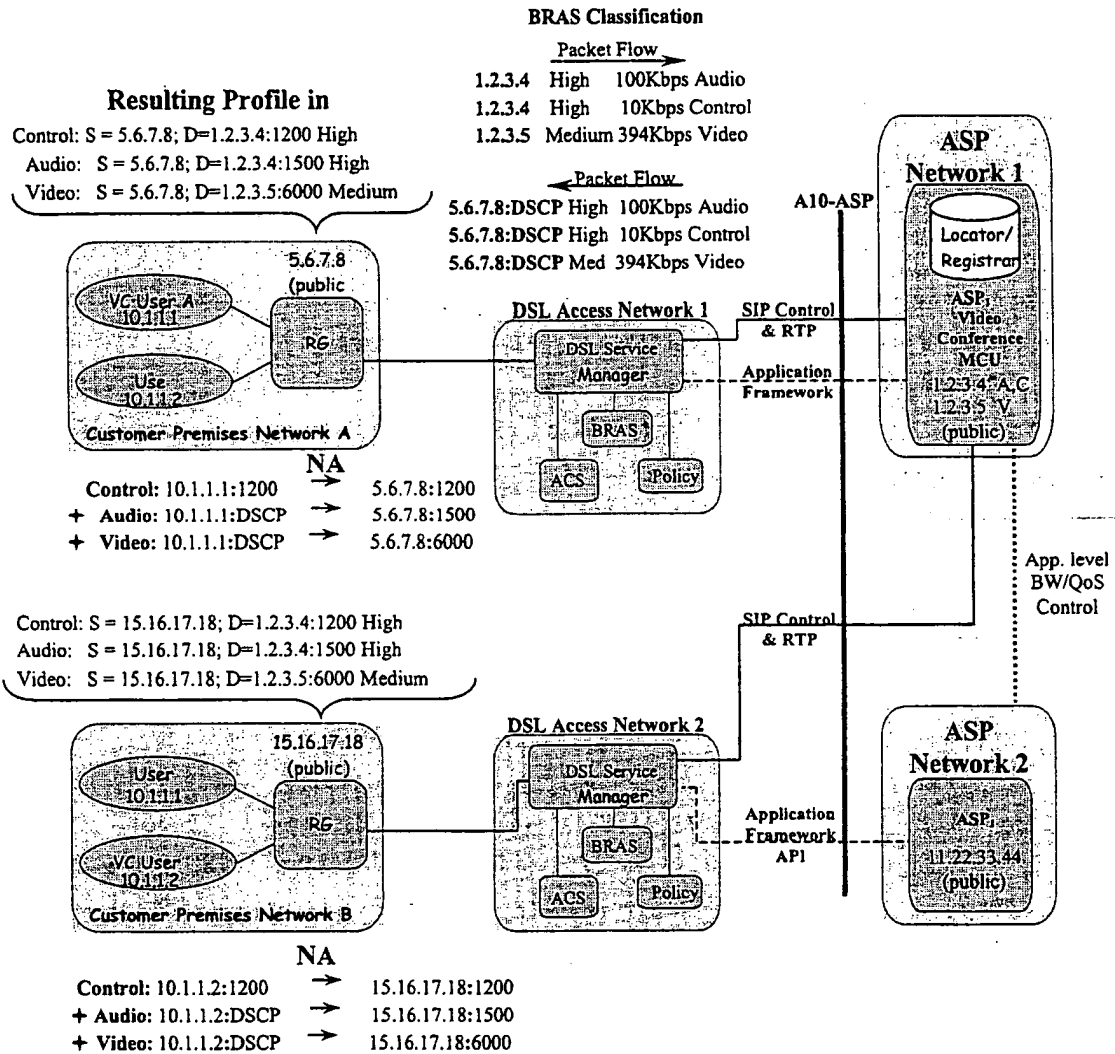 BRAS Classification
Packet Flow
1.2.3.4 High 100Kbps Audio
1.2.3.4 High 10Kbps Control
1.2.3.5 Medium 394Kbps Video
Resulting Profile in
Control: S = 5.6.7.8; D=1.2.3.4:1200 High
Audio: S = 5.6.7.8; D=1.2.3.4:1500 High
Video: S = 5.6.7.8; D=1.2.3.5:6000 Medium
Packet Flow
5.6.7.8:DSCP High 100Kbps Audio
5.6.7.8:DSCP High 10Kbps Control
5.6.7.8:DSCP Med 394Kbps Video
A10-ASP
ASP
Network 1
Locator/
Registrar
ASP₁
Video
Conference
MCU
1.2.3.4 A,C
1.2.3.5 V
(public)
5.6.7.8
(public
VC User A
10.1.1.1
RG
Use
10.1.1.2
Customer Premises Network A
DSL Access Network 1
DSL Service
Manager
BRAS
ACS
Policy
SIP Control
& RTP
Application
Framework
NA
Control: 10.1.1.1:1200 → 5.6.7.8:1200
+ Audio: 10.1.1.1:DSCP → 5.6.7.8:1500
+ Video: 10.1.1.1:DSCP → 5.6.7.8:6000
App. level
BW/QoS
Control
Control: S = 15.16.17.18; D=1.2.3.4:1200 High
Audio: S = 15.16.17.18; D=1.2.3.4:1500 High
Video: S = 15.16.17.18; D=1.2.3.5:6000 Medium
SIP Control
& RTP
15.16.17.18
(public)
User
10.1.1.1
RG
VC User
10.1.1.2
Customer Premises Network B
DSL Access Network 2
DSL Service
Manager
BRAS
ACS
Policy
Application
Framework
API
ASP
Network 2
ASP
11.22.33.44
(public)
NA
Control: 10.1.1.2:1200 → 15.16.17.18:1200
+ Audio: 10.1.1.2:DSCP → 15.16.17.18:1500
+ Video: 10.1.1.2:DSCP → 15.16.17.18:6000